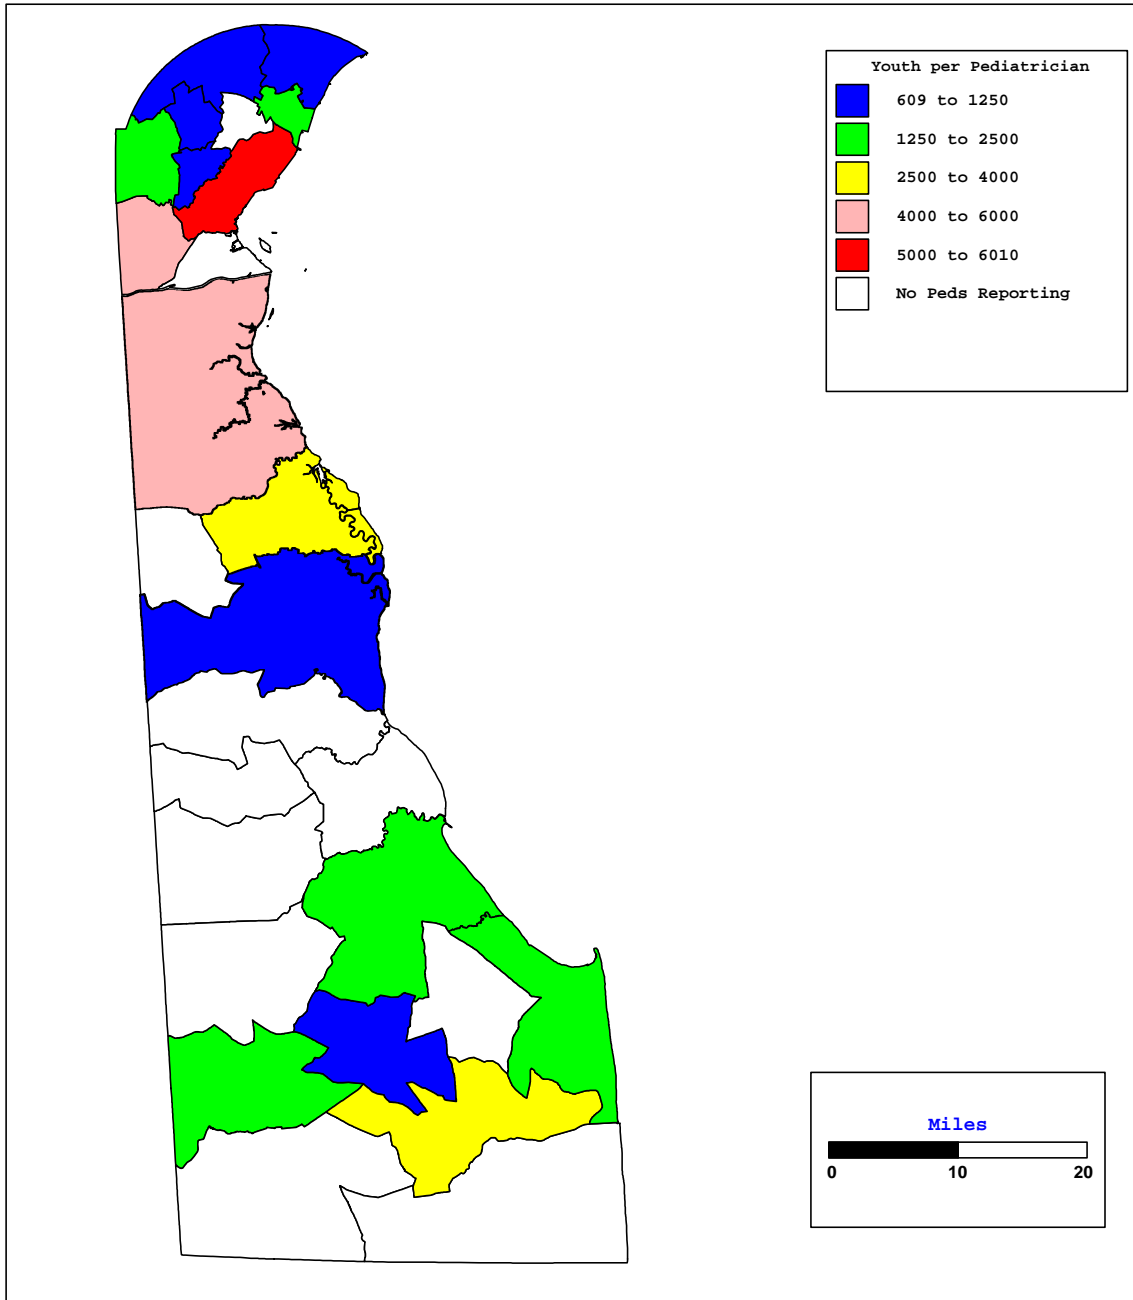 Youth per Pediatrician
609 to 1250
1250 to 2500
2500 to 4000
4000 to 6000
5000 to 6010
No Peds Reporting
Miles
0 10 20